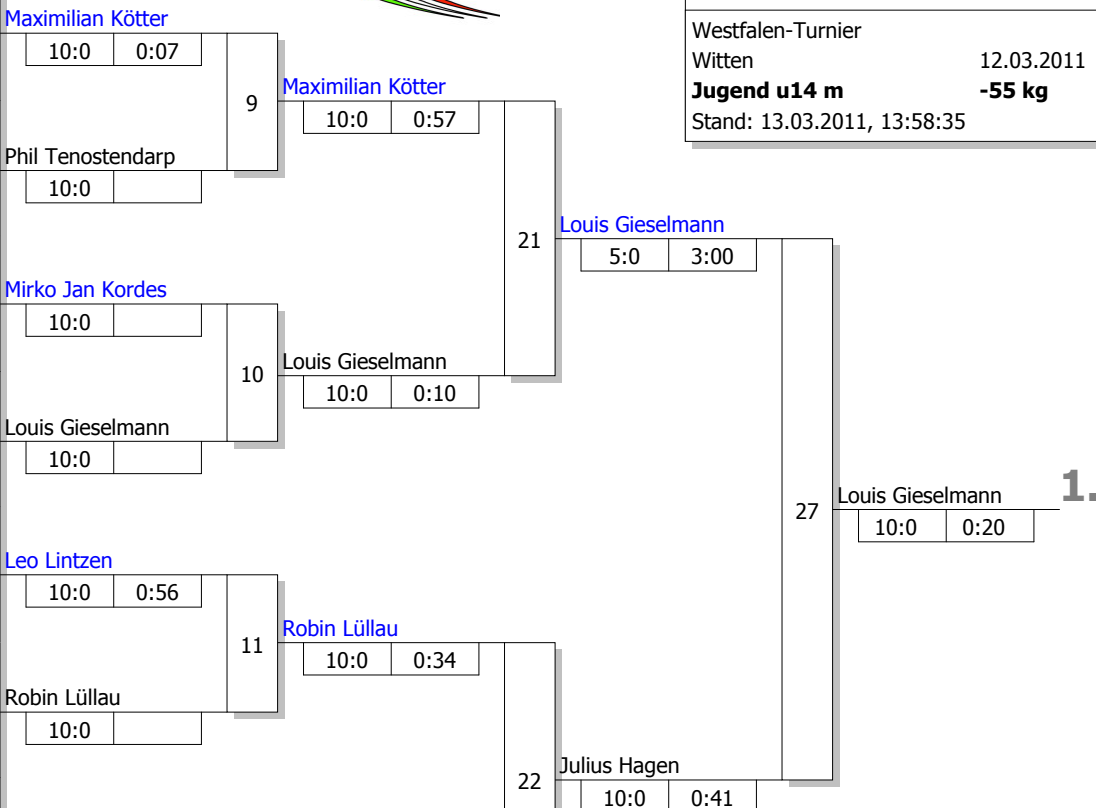 Maximilian Kötter
10:0 0:07
Westfalen-Turnier
Witten 12.03.2011
Jugend u14 m -55 kg
Stand: 13.03.2011, 13:58:35
9
Maximilian Kötter
10:0 0:57
Phil Tenostendarp
10:0
21
Louis Gieselmann
5:0 3:00
Mirko Jan Kordes
10:0
10
Louis Gieselmann
10:0 0:10
Louis Gieselmann
10:0
27
Louis Gieselmann 1.
10:0 0:20
Leo Lintzen
10:0 0:56
11
Robin Lüllau
10:0 0:34
Robin Lüllau
10:0
22
Julius Hagen
10:0 0:41